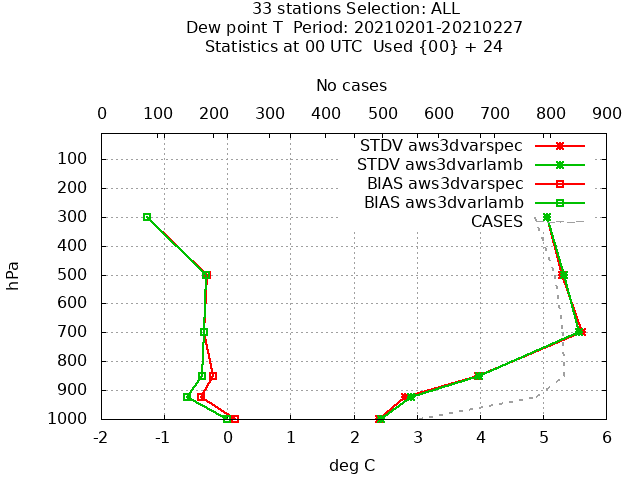 33 stations Selection: ALL
Dew point T  Period: 20210201-20210227
Statistics at 00 UTC  Used {00} + 24
No cases
0 100 200 300 400 500 600 700 800 900
STDV aws3dvarspec
STDV aws3dvarlamb
BIAS aws3dvarspec
BIAS aws3dvarlamb
CASES
hPa
100
200
300
400
500
600
700
800
900
1000
-2 -1 0 1 2 3 4 5 6
deg C